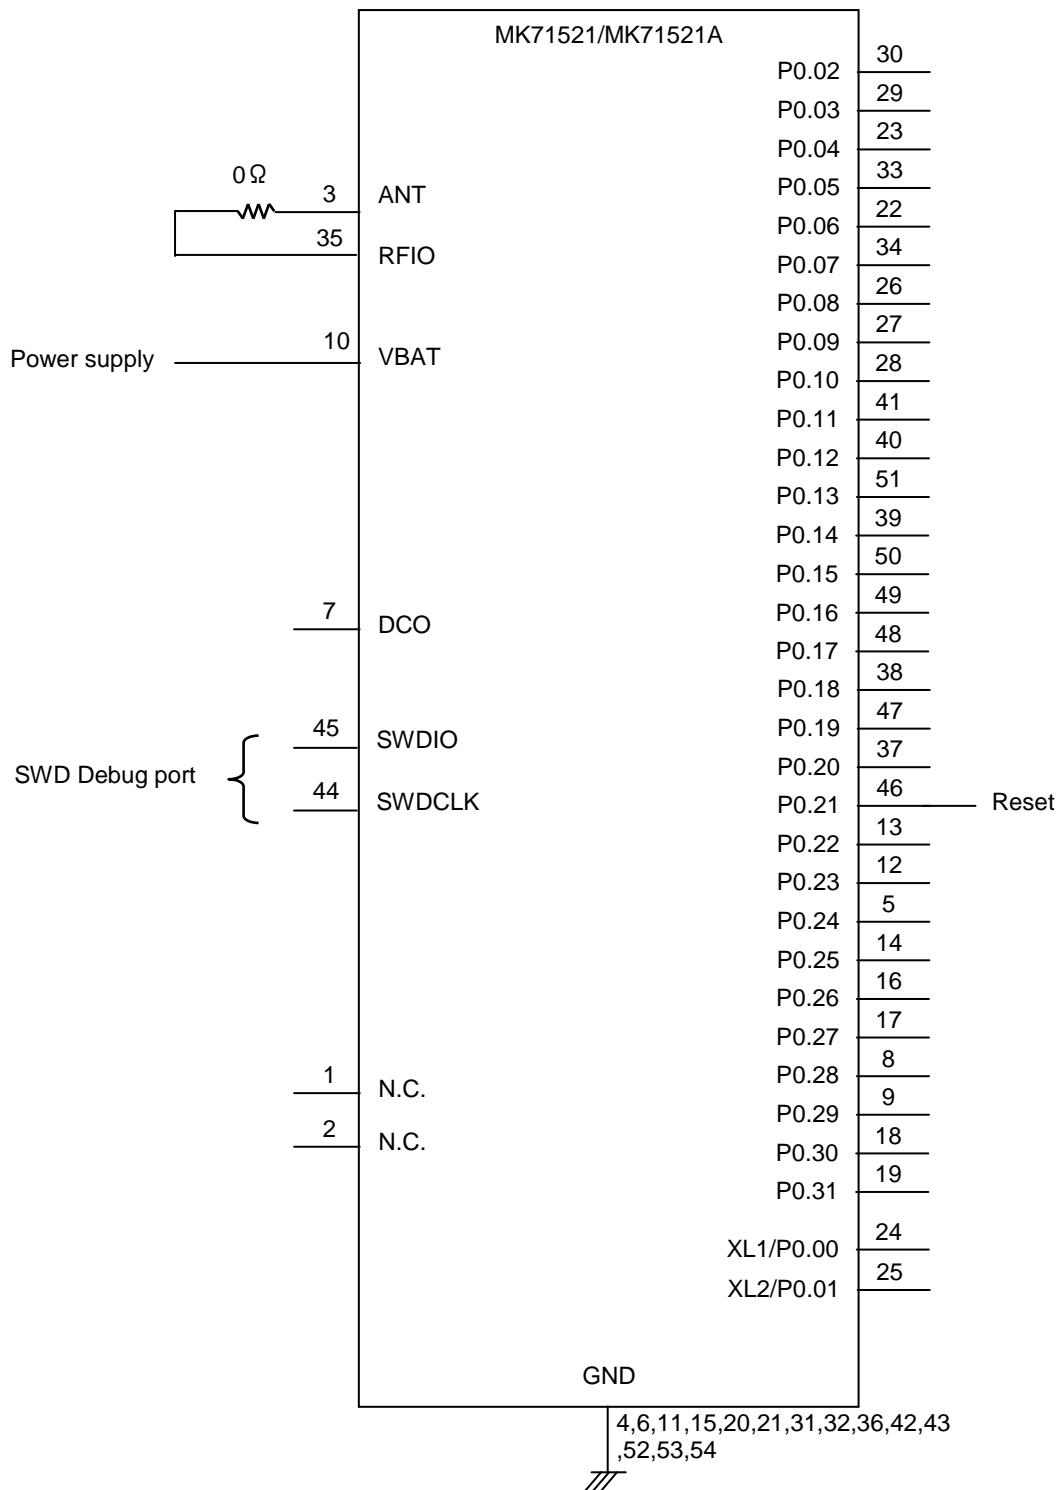 MK71521/MK71521A
0Ω
3 ANT
35 RFIO
Power supply 10 VBAT
7 DCO
SWD Debug port
45 SWDIO
44 SWDCLK
1 N.C.
2 N.C.
P0.02 30
P0.03 29
P0.04 23
P0.05 33
P0.06 22
P0.07 34
P0.08 26
P0.09 27
P0.10 28
P0.11 41
P0.12 40
P0.13 51
P0.14 39
P0.15 50
P0.16 49
P0.17 48
P0.18 38
P0.19 47
P0.20 37
P0.21 46 Reset
P0.22 13
P0.23 12
P0.24 5
P0.25 14
P0.26 16
P0.27 17
P0.28 8
P0.29 9
P0.30 18
P0.31 19
XL1/P0.00 24
XL2/P0.01 25
GND
4,6,11,15,20,21,31,32,36,42,43
,52,53,54